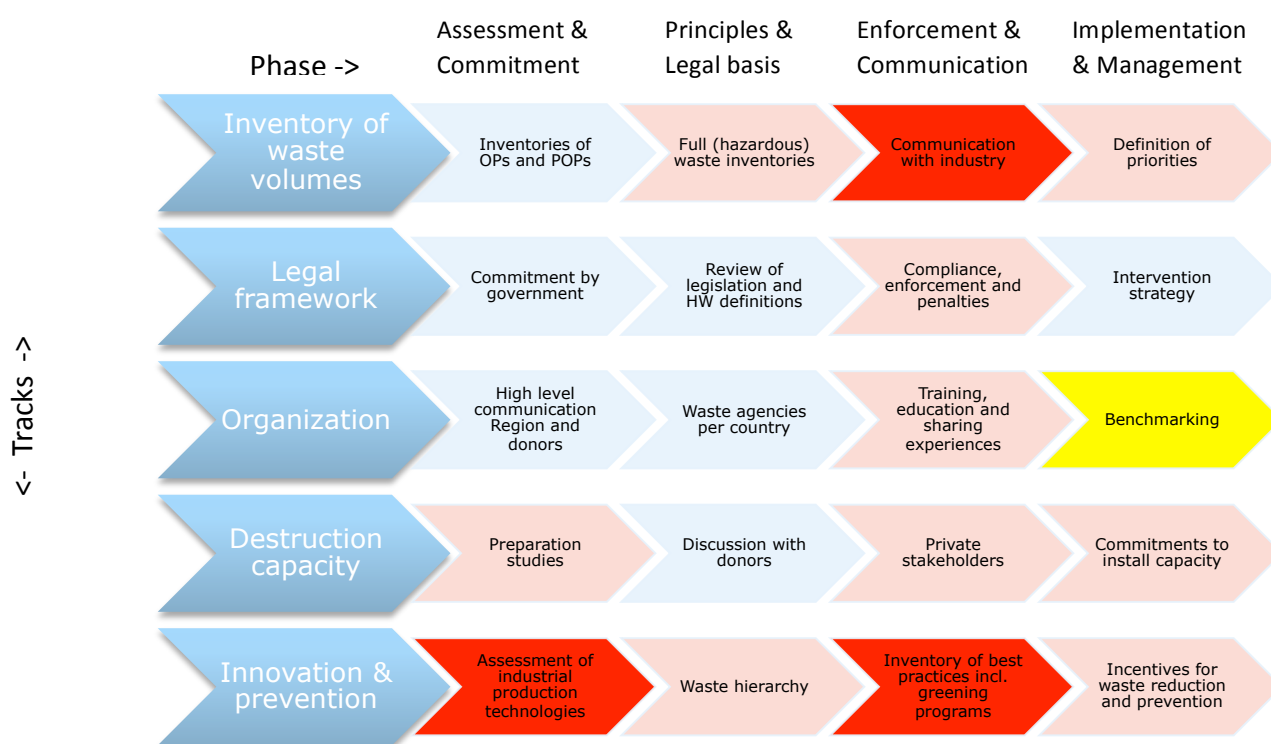 Phase ->
Assessment &
Commitment
Principles &
Legal basis
Enforcement &
Communication
Implementation
& Management
<- Tracks ->
Inventory of
waste
volumes
Inventories of
OPs and POPs
Full (hazardous)
waste inventories
Communication
with industry
Definition of
priorities
Legal
framework
Commitment by
government
Review of
legislation and
HW definitions
Compliance,
enforcement and
penalties
Intervention
strategy
Organization
High level
communication
Region and
donors
Waste agencies
per country
Training,
education and
sharing
experiences
Benchmarking
Destruction
capacity
Preparation
studies
Discussion with
donors
Private
stakeholders
Commitments to
install capacity
Innovation &
prevention
Assessment of
industrial
production
technologies
Waste hierarchy
Inventory of best
practices incl.
greening
programs
Incentives for
waste reduction
and prevention